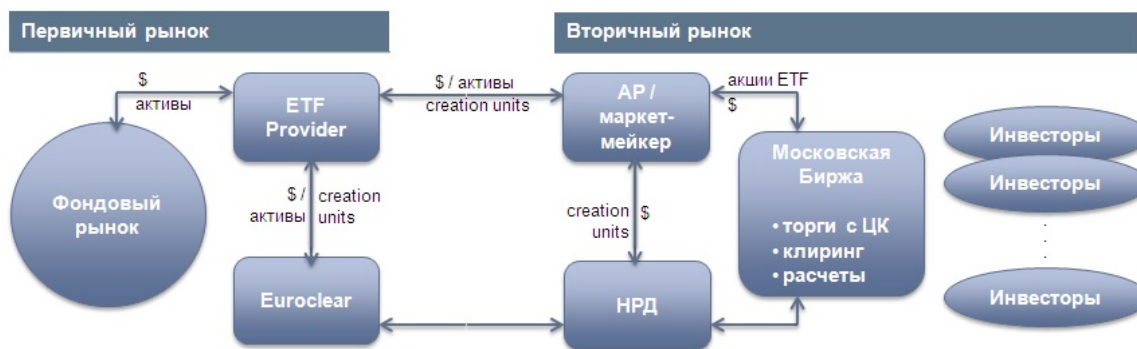 Первичный рынок
Вторичный рынок
$
активы
ETF
Provider
$ / активы
creation units
AP /
маркет-
мейкер
акции ETF
$
Фондовый
рынок
$ /
активы
creation
units
creation
units
$
Московская
Биржа
• торги с ЦК
• клиринг
• расчеты
Инвесторы
Инвесторы
Инвесторы
Euroclear
НРД